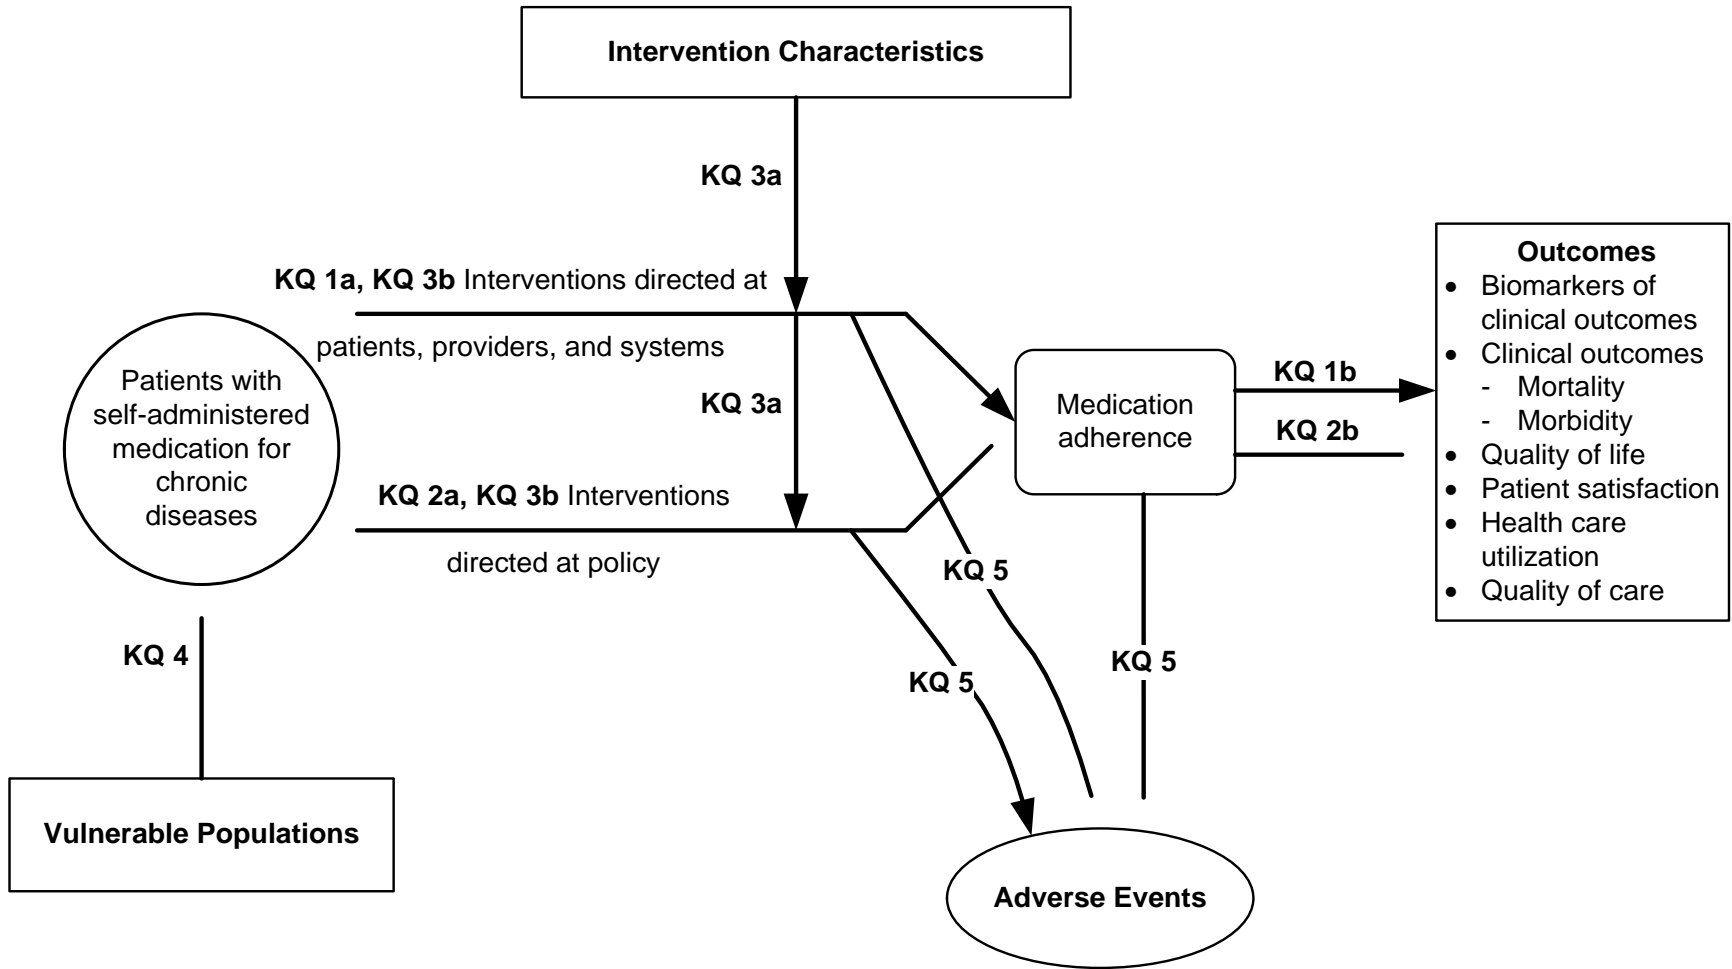 Intervention Characteristics
KQ 3a
KQ 1a, KQ 3b Interventions directed at
patients, providers, and systems
Patients with
self-administered
medication for
chronic
diseases
KQ 3a
KQ 2a, KQ 3b Interventions
directed at policy
Medication
adherence
KQ 1b
KQ 2b
Outcomes
• Biomarkers of
clinical outcomes
• Clinical outcomes
- Mortality
- Morbidity
• Quality of life
• Patient satisfaction
• Health care
utilization
• Quality of care
KQ 5
KQ 5
KQ 5
KQ 4
Vulnerable Populations
Adverse Events